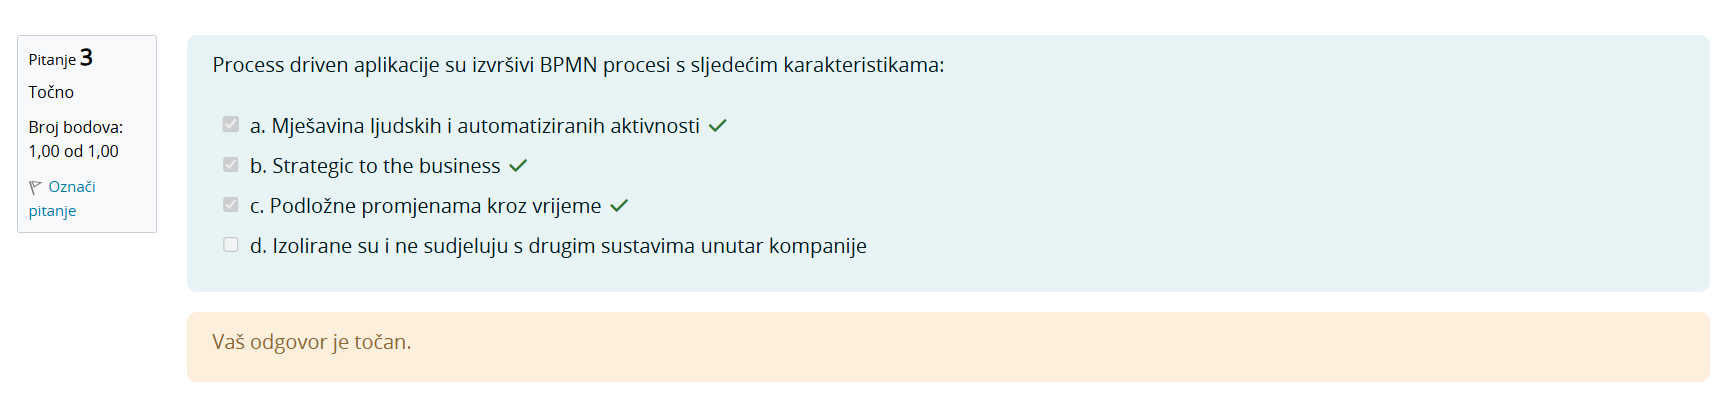 Pitanje 3
Točno
Broj bodova:
1,00 od 1,00
Označi
pitanje
Process driven aplikacije su izvršivi BPMN procesi s sljedećim karakteristikama:
a. Mješavina ljudskih i automatiziranih aktivnosti
b. Strategic to the business
c. Podložne promjenama kroz vrijeme
d. Izolirane su i ne sudjeluju s drugim sustavima unutar kompanije
Vaš odgovor je točan.